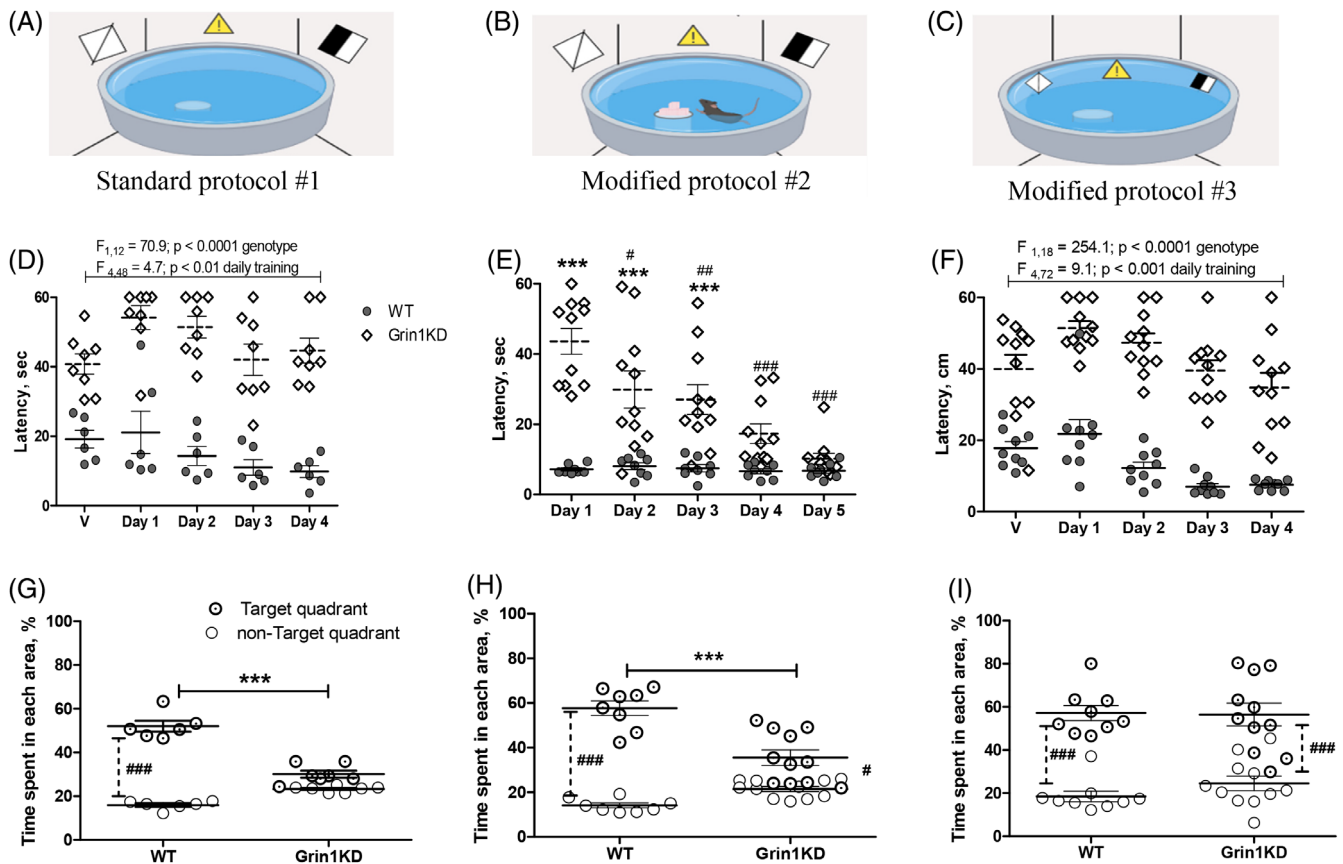 (A)
(B)
(C)
!
!
!
Standard protocol #1
Modified protocol #2
Modified protocol #3
(D)
F1,12 = 70.9; p < 0.0001 genotype
F4,48 = 4.7; p < 0.01 daily training
Latency, sec
60
40
20
0
V
Day 1
Day 2
Day 3
Day 4
WT
Grin1KD
(E)
***
#
***
##
***
###
###
Latency, sec
60
40
20
0
Day 1
Day 2
Day 3
Day 4
Day 5
(F)
F 1,18 = 254.1; p < 0.0001 genotype
F 4,72 = 9.1; p < 0.001 daily training
Latency, cm
60
40
20
0
V
Day 1
Day 2
Day 3
Day 4
(G)
Target quadrant
non-Target quadrant
Time spent in each area, %
100
80
60
40
20
0
***
###
WT
Grin1KD
(H)
Time spent in each area, %
100
80
60
40
20
0
***
###
#
WT
Grin1KD
(I)
Time spent in each area, %
100
80
60
40
20
0
###
###
WT
Grin1KD